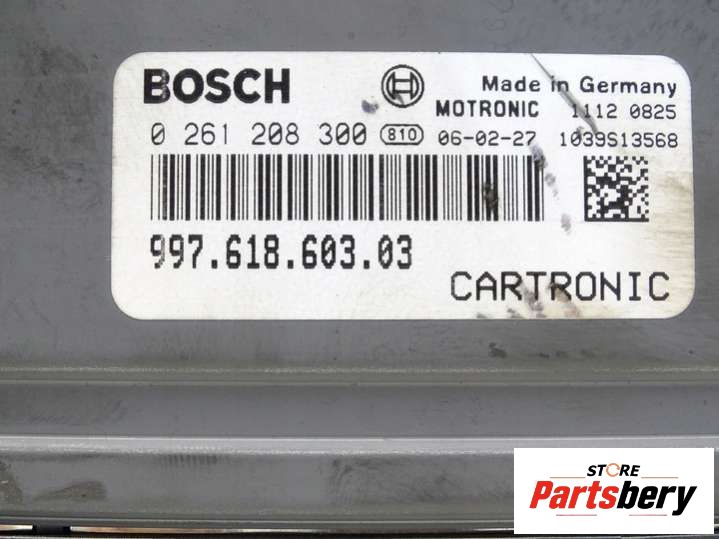 BOSCH Made in Germany
MOTRONIC 1112 0825
0 261 208 300 810 06-02-27 1039S13568
997.618.603.03
CARTRONIC
STORE
Partsbery